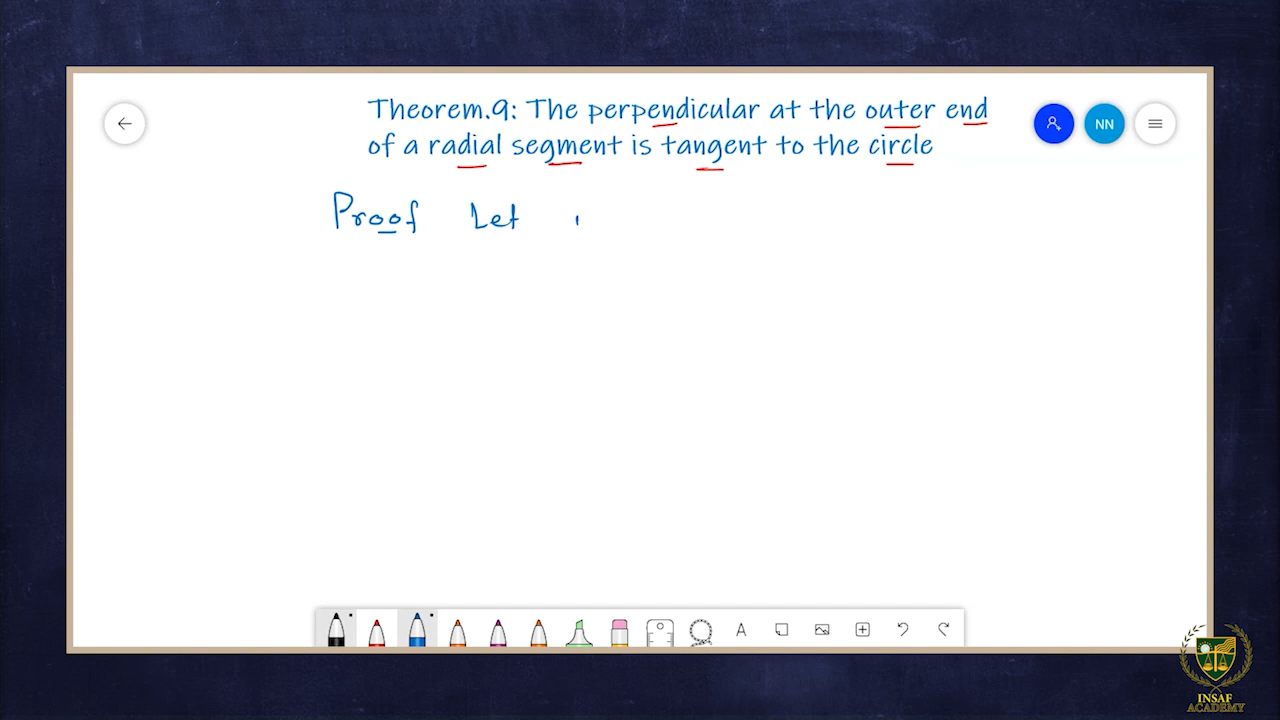 Theorem.9: The perpendicular at the outer end
of a radial segment is tangent to the circle
NN
Proof Let
A
INSAF
ACADEMY